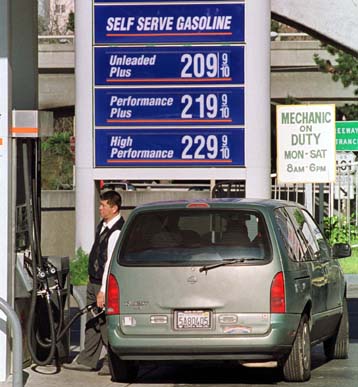 SELF SERVE GASOLINE
Unleaded Plus 209 9/10
Performance Plus 219 9/10
High Performance 229 9/10
MECHANIC
ON
DUTY
MON-SAT
8AM-6PM